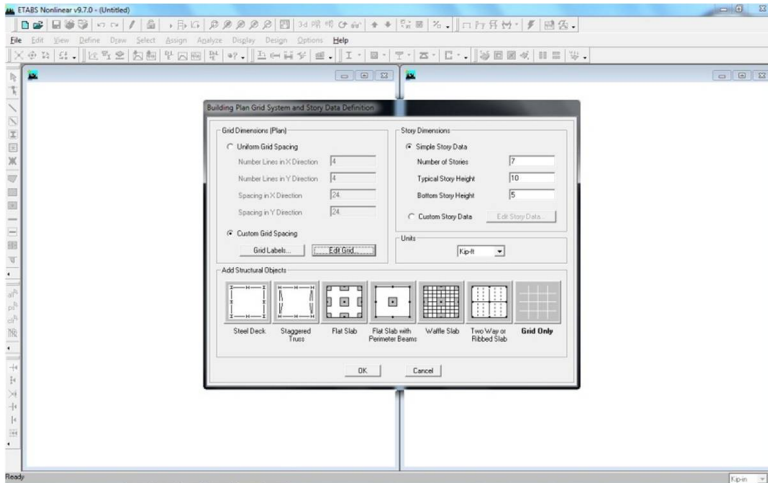 ETABS Nonlinear v9.7.0 - (Untitled)
File Edit View Define Draw Select Assign Analyze Display Design Options Help
Building Plan Grid System and Story Data Definition
Grid Dimensions (Plan)
Uniform Grid Spacing
Number Lines in X Direction 4
Number Lines in Y Direction 4
Spacing in X Direction 24.
Spacing in Y Direction 24.
Custom Grid Spacing
Grid Labels... Edit Grid...
Story Dimensions
Simple Story Data
Number of Stories 7
Typical Story Height 10
Bottom Story Height 5
Custom Story Data Edit Story Data...
Units
Kip-ft
Add Structural Objects
Steel Deck Staggered Truss Flat Slab Flat Slab with Perimeter Beams Waffle Slab Two Way or Ribbed Slab Grid Only
OK Cancel
Ready Kip-in